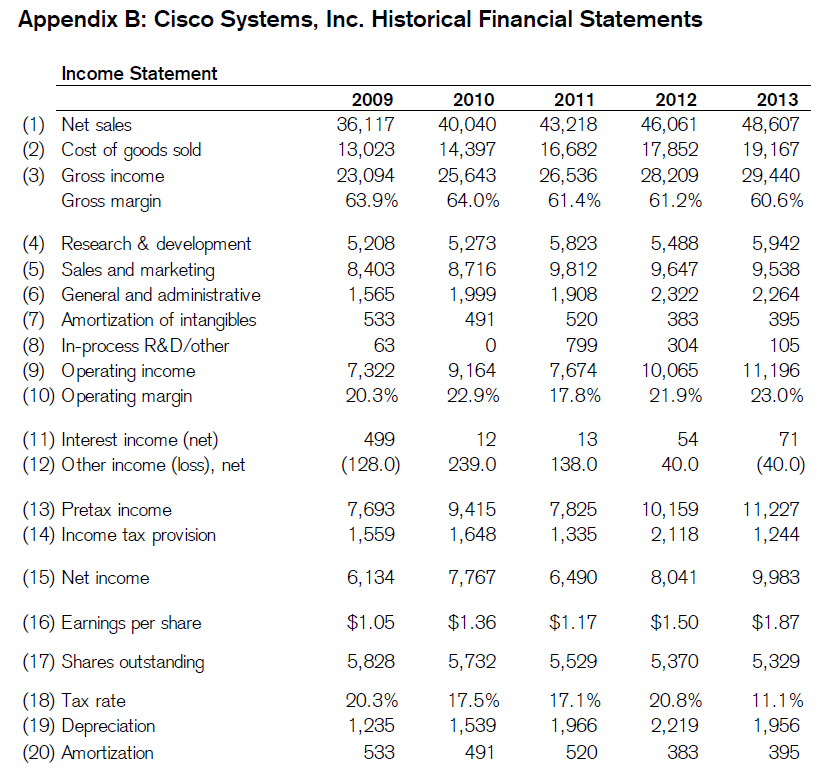 Appendix B: Cisco Systems, Inc. Historical Financial Statements
Income Statement
2009 2010 2011 2012 2013
(1) Net sales 36,117 40,040 43,218 46,061 48,607
(2) Cost of goods sold 13,023 14,397 16,682 17,852 19,167
(3) Gross income 23,094 25,643 26,536 28,209 29,440
Gross margin 63.9% 64.0% 61.4% 61.2% 60.6%
(4) Research & development 5,208 5,273 5,823 5,488 5,942
(5) Sales and marketing 8,403 8,716 9,812 9,647 9,538
(6) General and administrative 1,565 1,999 1,908 2,322 2,264
(7) Amortization of intangibles 533 491 520 383 395
(8) In-process R&D/other 63 0 799 304 105
(9) Operating income 7,322 9,164 7,674 10,065 11,196
(10) Operating margin 20.3% 22.9% 17.8% 21.9% 23.0%
(11) Interest income (net) 499 12 13 54 71
(12) Other income (loss), net (128.0) 239.0 138.0 40.0 (40.0)
(13) Pretax income 7,693 9,415 7,825 10,159 11,227
(14) Income tax provision 1,559 1,648 1,335 2,118 1,244
(15) Net income 6,134 7,767 6,490 8,041 9,983
(16) Earnings per share $1.05 $1.36 $1.17 $1.50 $1.87
(17) Shares outstanding 5,828 5,732 5,529 5,370 5,329
(18) Tax rate 20.3% 17.5% 17.1% 20.8% 11.1%
(19) Depreciation 1,235 1,539 1,966 2,219 1,956
(20) Amortization 533 491 520 383 395